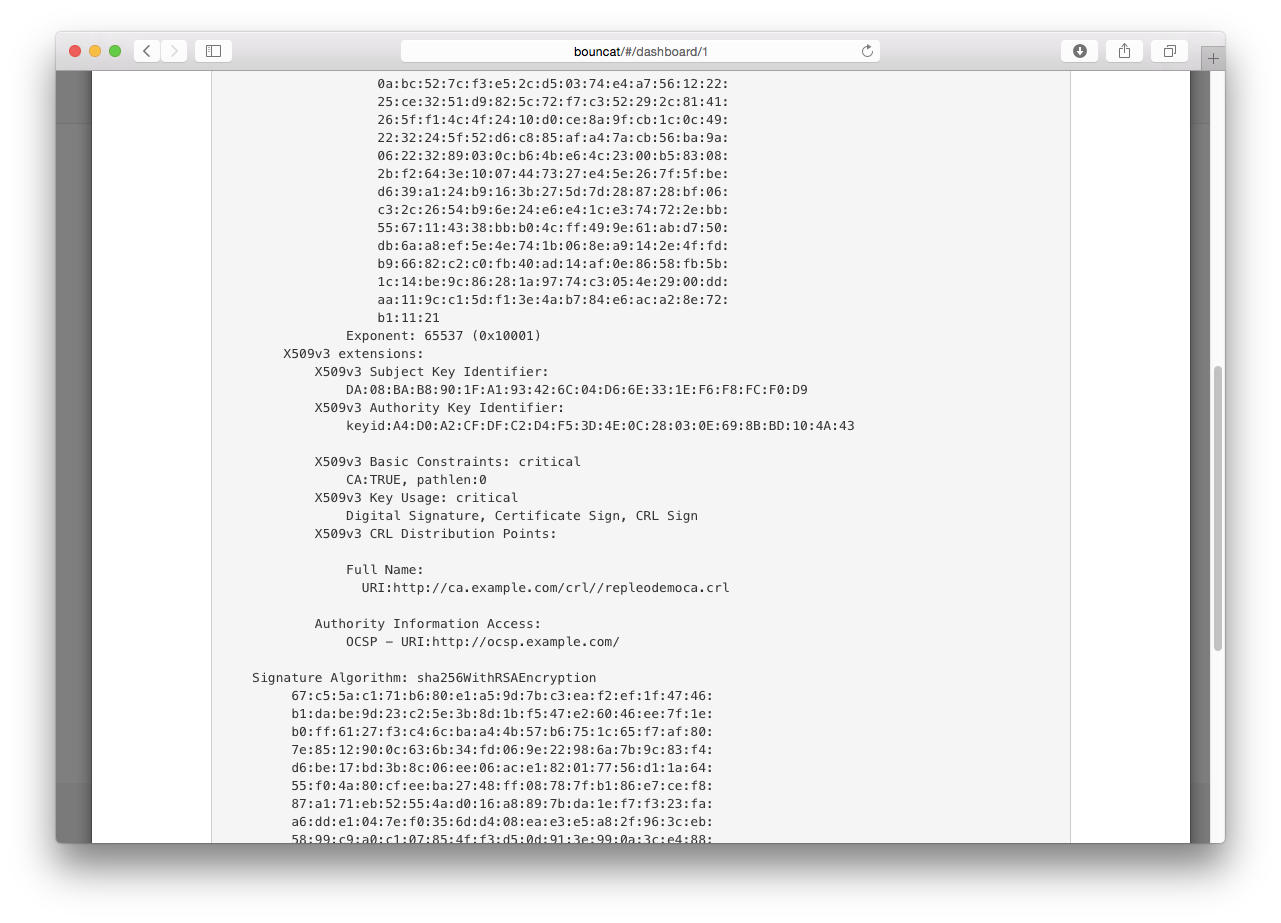 bouncat/#/dashboard/1
0a:bc:52:7c:f3:e5:2c:d5:03:74:e4:a7:56:12:22:
25:ce:32:51:d9:82:5c:72:f7:c3:52:29:2c:81:41:
26:5f:f1:4c:4f:24:10:d0:ce:8a:9f:cb:1c:0c:49:
22:32:24:5f:52:d6:c8:85:af:a4:7a:cb:56:ba:9a:
06:22:32:89:03:0c:b6:4b:e6:4c:23:00:b5:83:08:
2b:f2:64:3e:10:07:44:73:27:e4:5e:26:7f:5f:be:
d6:39:a1:24:b9:16:3b:27:5d:7d:28:87:28:bf:06:
c3:2c:26:54:b9:6e:24:e6:e4:1c:e3:74:72:2e:bb:
55:67:11:43:38:bb:b0:4c:ff:49:9e:61:ab:d7:50:
db:6a:a8:ef:5e:4e:74:1b:06:8e:a9:14:2e:4f:fd:
b9:66:82:c2:c0:fb:40:ad:14:af:0e:86:58:fb:5b:
1c:14:be:9c:86:28:1a:97:74:c3:05:4e:29:00:dd:
aa:11:9c:c1:5d:f1:3e:4a:b7:84:e6:ac:a2:8e:72:
b1:11:21
Exponent: 65537 (0x10001)
X509v3 extensions:
X509v3 Subject Key Identifier:
DA:08:BA:B8:90:1F:A1:93:42:6C:04:D6:6E:33:1E:F6:F8:FC:F0:D9
X509v3 Authority Key Identifier:
keyid:A4:D0:A2:CF:DF:C2:D4:F5:3D:4E:0C:28:03:0E:69:8B:BD:10:4A:43
X509v3 Basic Constraints: critical
CA:TRUE, pathlen:0
X509v3 Key Usage: critical
Digital Signature, Certificate Sign, CRL Sign
X509v3 CRL Distribution Points:
Full Name:
URI:http://ca.example.com/crl//repleodemoca.crl
Authority Information Access:
OCSP - URI:http://ocsp.example.com/
Signature Algorithm: sha256WithRSAEncryption
67:c5:5a:c1:71:b6:80:e1:a5:9d:7b:c3:ea:f2:ef:1f:47:46:
b1:da:be:9d:23:c2:5e:3b:8d:1b:f5:47:e2:60:46:ee:7f:1e:
b0:ff:61:27:f3:c4:6c:ba:a4:4b:57:b6:75:1c:65:f7:af:80:
7e:85:12:90:0c:63:6b:34:fd:06:9e:22:98:6a:7b:9c:83:f4:
d6:be:17:bd:3b:8c:06:ee:06:ac:e1:82:01:77:56:d1:1a:64:
55:f0:4a:80:cf:ee:ba:27:48:ff:08:78:7f:b1:86:e7:ce:f8:
87:a1:71:eb:52:55:4a:d0:16:a8:89:7b:da:1e:f7:f3:23:fa:
a6:dd:e1:04:7e:f0:35:6d:d4:08:ea:e3:e5:a8:2f:96:3c:eb:
58:99:c9:a0:c1:07:85:4f:f3:d5:0d:91:3e:99:0a:3c:e4:88: